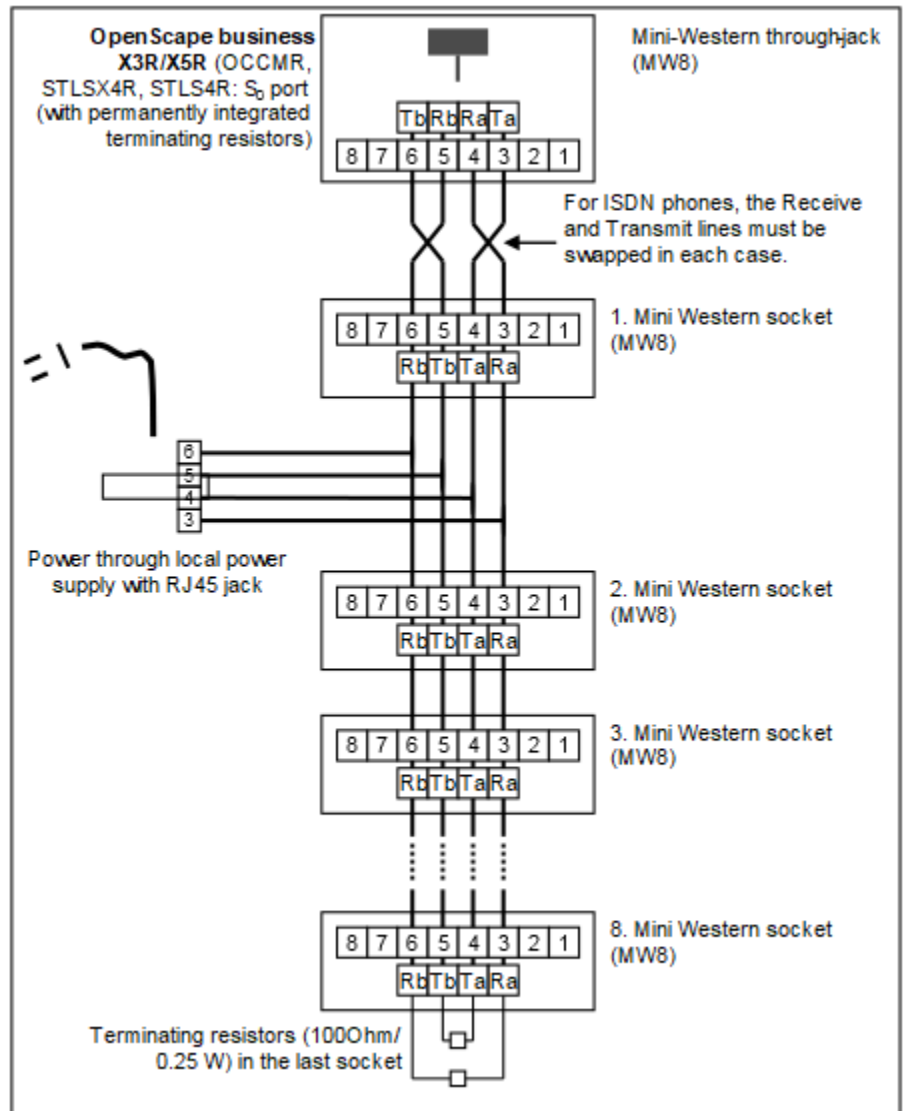 OpenScape business
X3R/X5R (OCCMR,
STLSX4R, STLS4R: S0 port
(with permanently integrated
terminating resistors)
Mini-Western through-jack
(MW8)
Tb Rb Ra Ta
8 7 6 5 4 3 2 1
For ISDN phones, the Receive
and Transmit lines must be
swapped in each case.
8 7 6 5 4 3 2 1
Rb Tb Ta Ra
1. Mini Western socket
(MW8)
6
5
4
3
Power through local power
supply with RJ45 jack
8 7 6 5 4 3 2 1
Rb Tb Ta Ra
2. Mini Western socket
(MW8)
8 7 6 5 4 3 2 1
Rb Tb Ta Ra
3. Mini Western socket
(MW8)
8 7 6 5 4 3 2 1
Rb Tb Ta Ra
8. Mini Western socket
(MW8)
Terminating resistors (100Ohm/
0.25 W) in the last socket